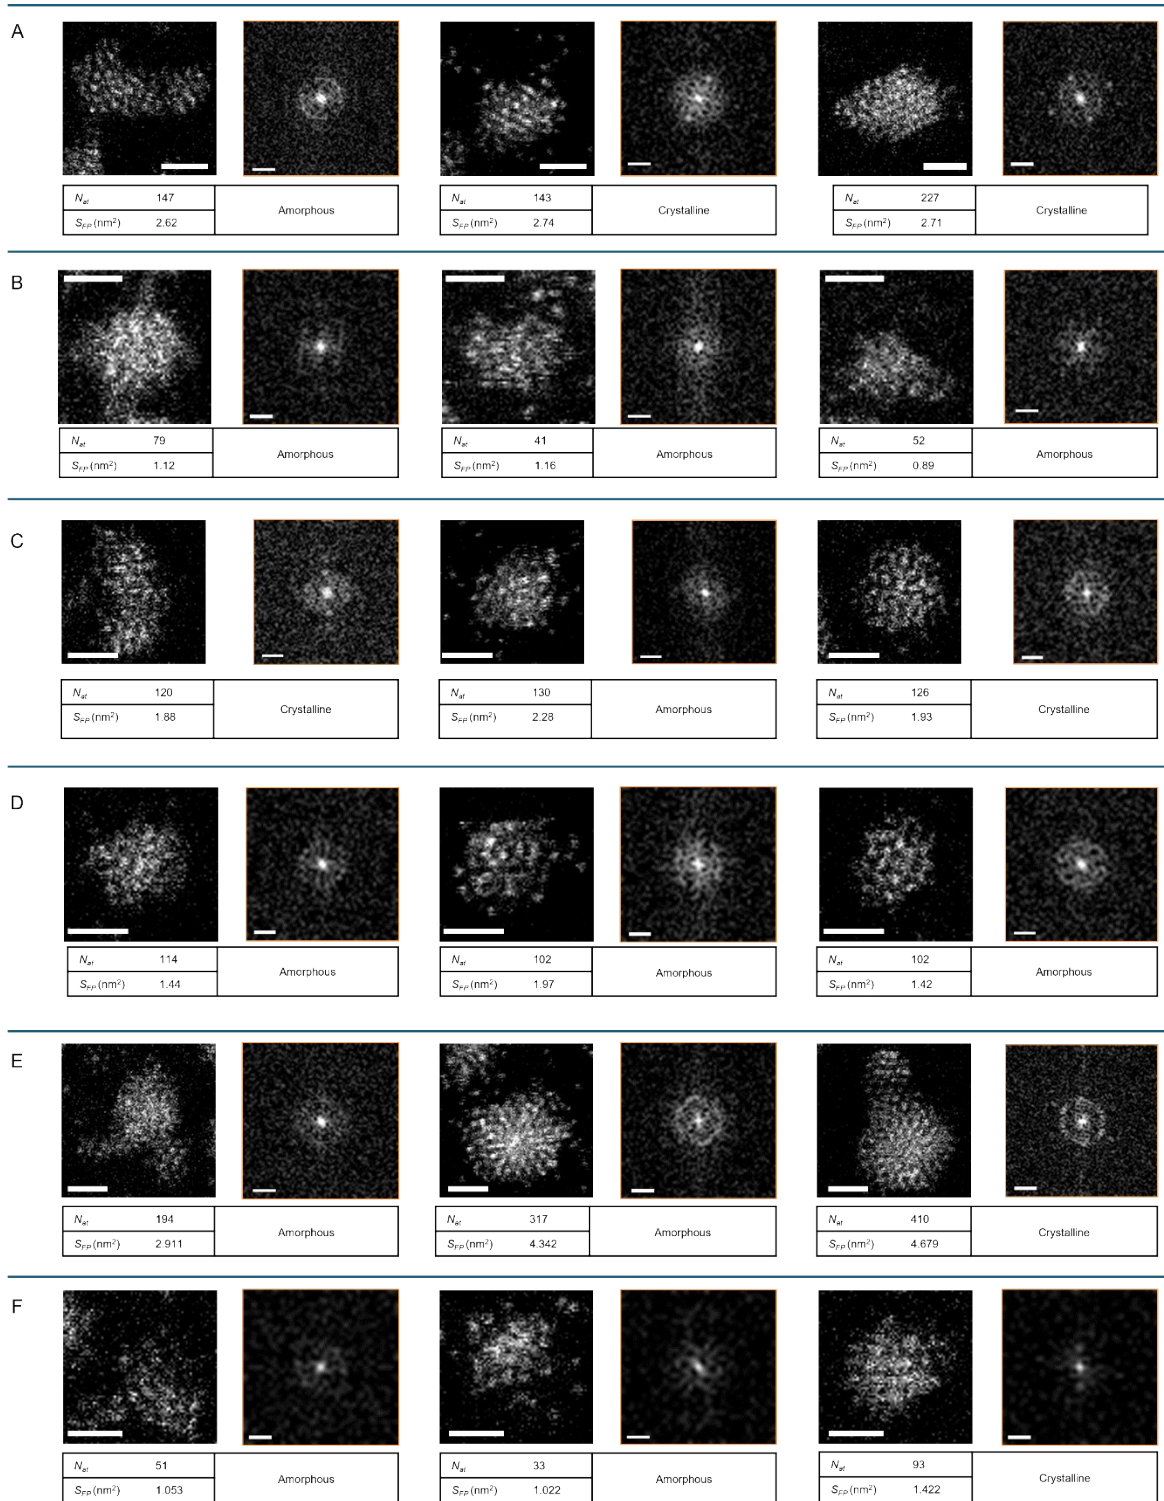 A
N_at 147 Amorphous
S_FP (nm²) 2.62
N_at 143 Crystalline
S_FP (nm²) 2.74
N_at 227 Crystalline
S_FP (nm²) 2.71
B
N_at 79 Amorphous
S_FP (nm²) 1.12
N_at 41 Amorphous
S_FP (nm²) 1.16
N_at 52 Amorphous
S_FP (nm²) 0.89
C
N_at 120 Crystalline
S_FP (nm²) 1.88
N_at 130 Amorphous
S_FP (nm²) 2.28
N_at 126 Crystalline
S_FP (nm²) 1.93
D
N_at 114 Amorphous
S_FP (nm²) 1.44
N_at 102 Amorphous
S_FP (nm²) 1.97
N_at 102 Amorphous
S_FP (nm²) 1.42
E
N_at 194 Amorphous
S_FP (nm²) 2.911
N_at 317 Amorphous
S_FP (nm²) 4.342
N_at 410 Crystalline
S_FP (nm²) 4.679
F
N_at 51 Amorphous
S_FP (nm²) 1.053
N_at 33 Amorphous
S_FP (nm²) 1.022
N_at 93 Crystalline
S_FP (nm²) 1.422